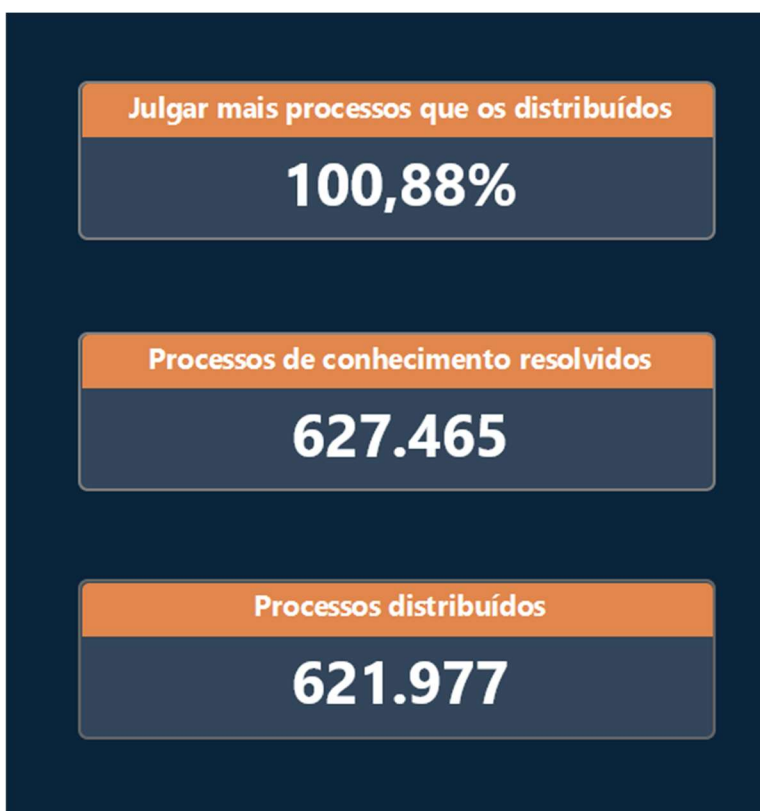 Julgar mais processos que os distribuídos
100,88%
Processos de conhecimento resolvidos
627.465
Processos distribuídos
621.977